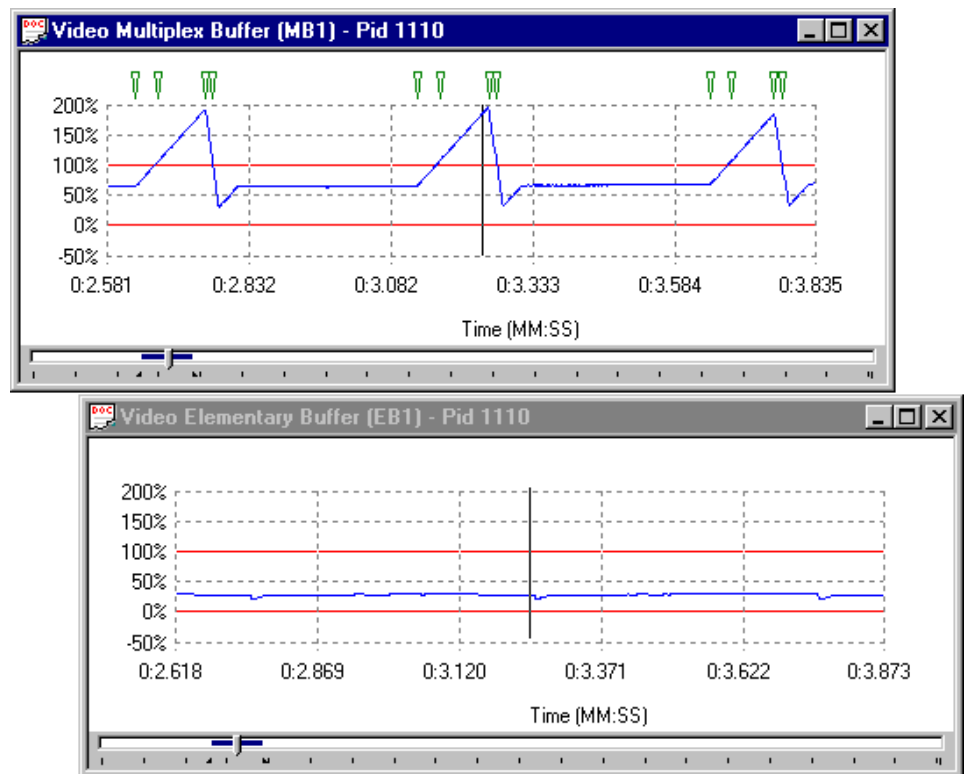 DOC Video Multiplex Buffer (MB1) - Pid 1110
200%
150%
100%
50%
0%
-50%
0:2.581 0:2.832 0:3.082 0:3.333 0:3.584 0:3.835
Time (MM:SS)
DOC Video Elementary Buffer (EB1) - Pid 1110
200%
150%
100%
50%
0%
-50%
0:2.618 0:2.869 0:3.120 0:3.371 0:3.622 0:3.873
Time (MM:SS)